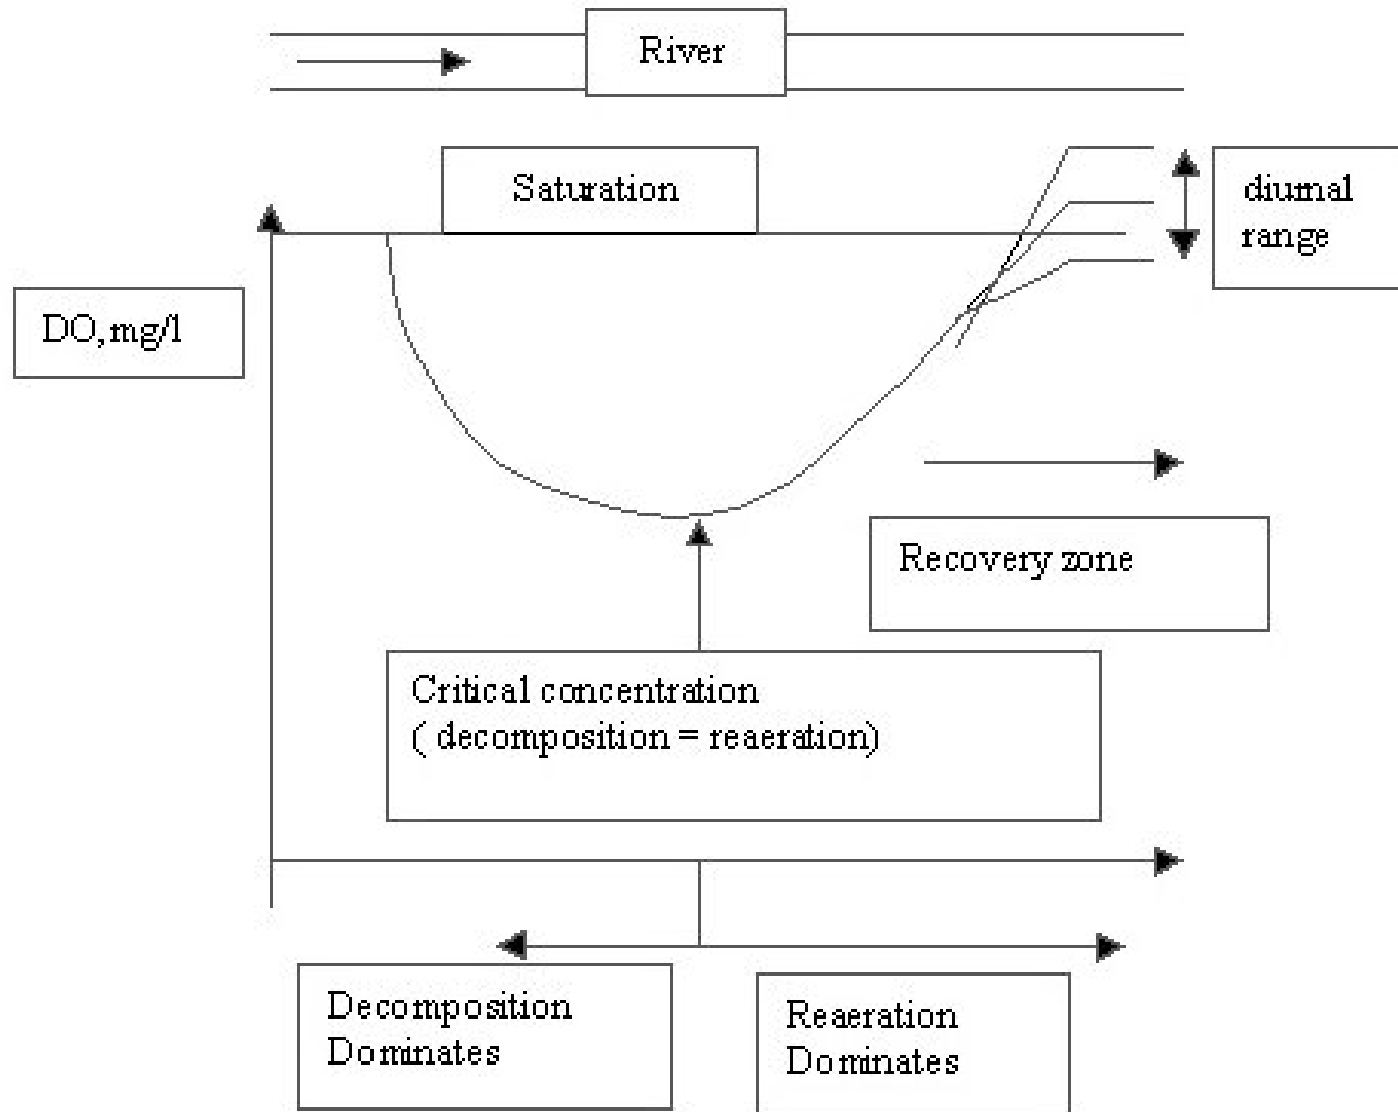 River
Saturation
diurnal
range
DO, mg/l
Recovery zone
Critical concentration
( decomposition = reaeration)
Decomposition
Dominates
Reaeration
Dominates